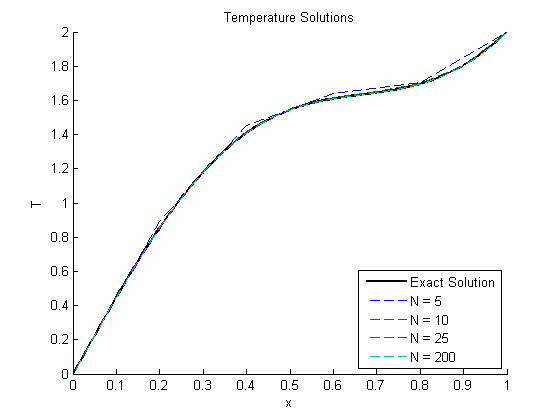 Temperature Solutions
2
1.8
1.6
1.4
1.2
1
0.8
0.6
0.4
0.2
0
T
Exact Solution
N = 5
N = 10
N = 25
N = 200
0 0.1 0.2 0.3 0.4 0.5 0.6 0.7 0.8 0.9 1
x